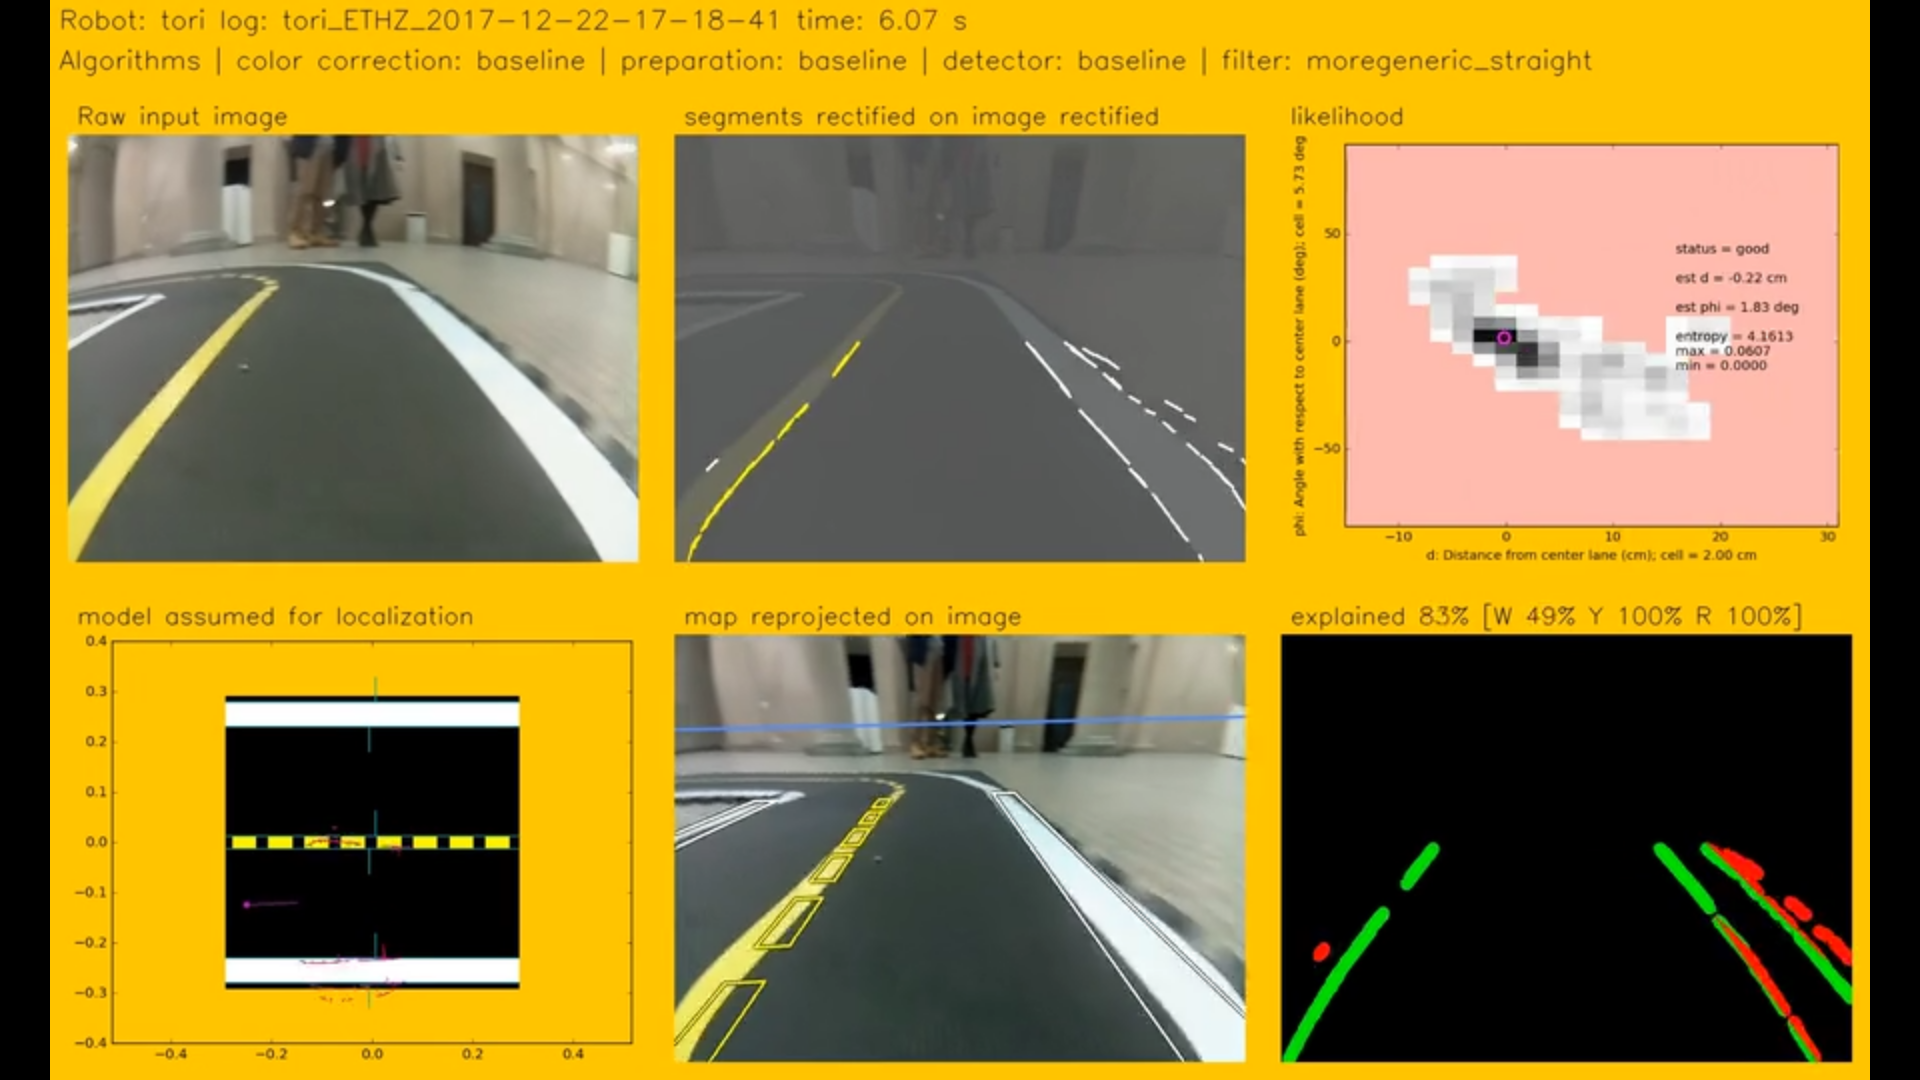 Robot: tori log: tori_ETHZ_2017-12-22-17-18-41 time: 6.07 s
Algorithms | color correction: baseline | preparation: baseline | detector: baseline | filter: moregeneric_straight
Raw input image
segments rectified on image rectified
likelihood
phi: Angle with respect to center lane (deg); cell = 5.73 deg
50
0
−50
status = good
est d = -0.22 cm
est phi = 1.83 deg
entropy = 4.1613
max = 0.0607
min = 0.0000
−10 0 10 20 30
d: Distance from center lane (cm); cell = 2.00 cm
model assumed for localization
0.4
0.3
0.2
0.1
0.0
−0.1
−0.2
−0.3
−0.4
−0.4 −0.2 0.0 0.2 0.4
map reprojected on image
explained 83% [W 49% Y 100% R 100%]